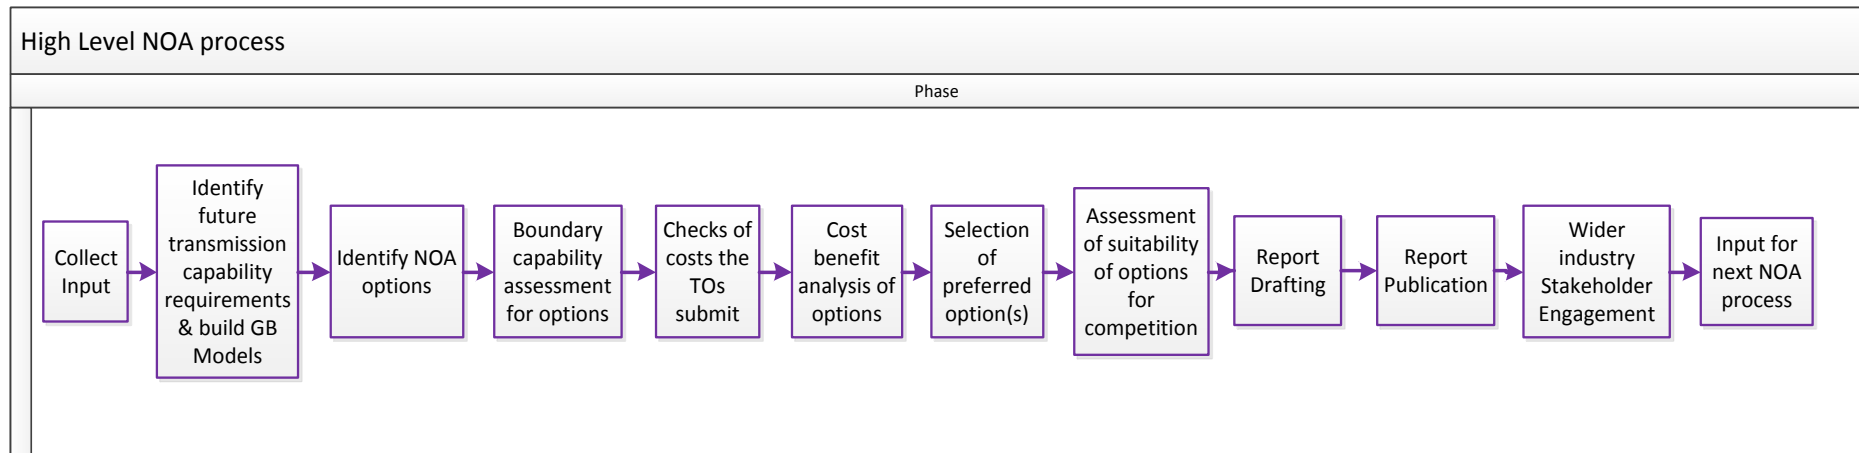 High Level NOA process
Phase
Collect
Input
Identify
future
transmission
capability
requirements
& build GB
Models
Identify NOA
options
Boundary
capability
assessment
for options
Checks of
costs the
TOs
submit
Cost
benefit
analysis of
options
Selection
of
preferred
option(s)
Assessment
of suitability
of options
for
competition
Report
Drafting
Report
Publication
Wider
industry
Stakeholder
Engagement
Input for
next NOA
process